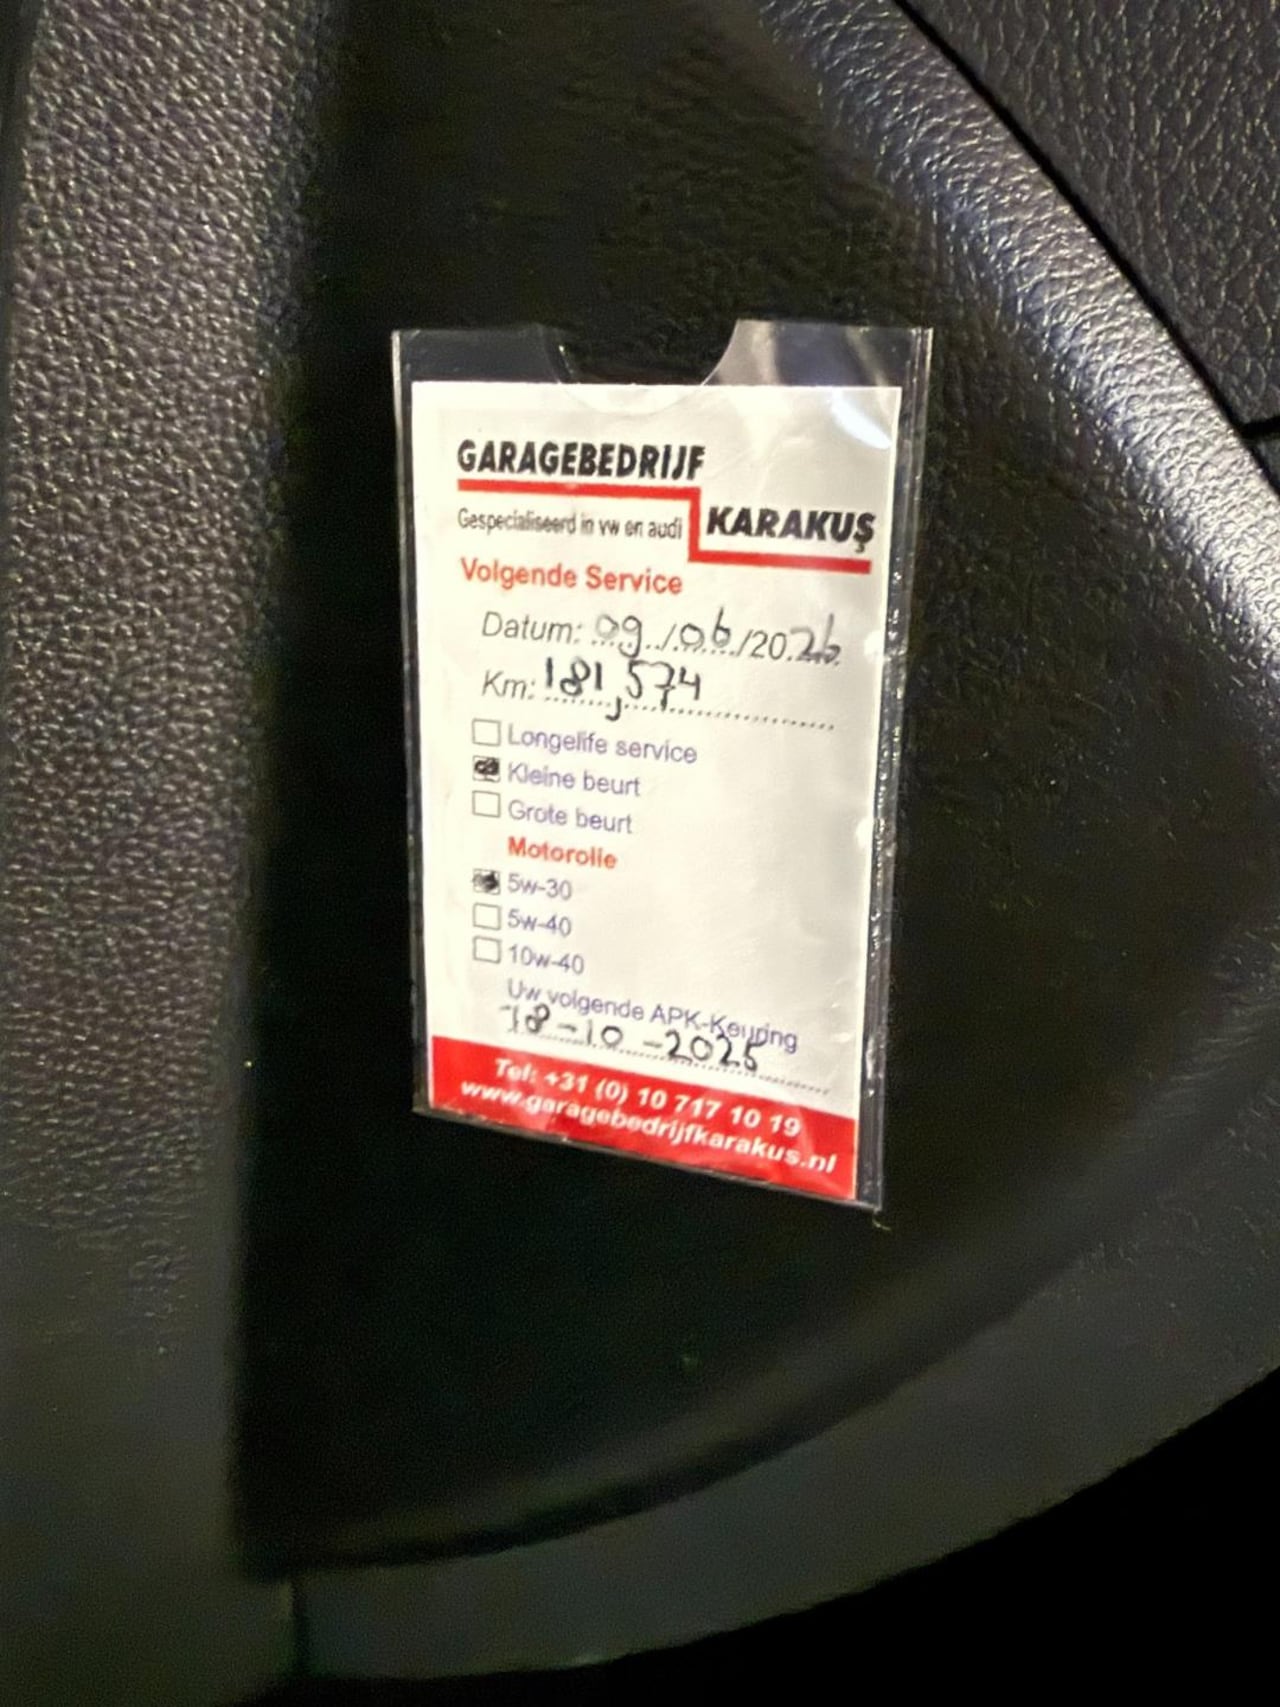 GARAGEBEDRIJF
Gespecialiseerd in vw en audi KARAKUŞ
Volgende Service
Datum: 09/06/2026
Km: 181,574
Longelife service
Kleine beurt
Grote beurt
Motorolie
5w-30
5w-40
10w-40
Uw volgende APK-Keuring
18-10-2025
Tel: +31 (0) 10 717 10 19
www.garagebedrijfkarakus.nl